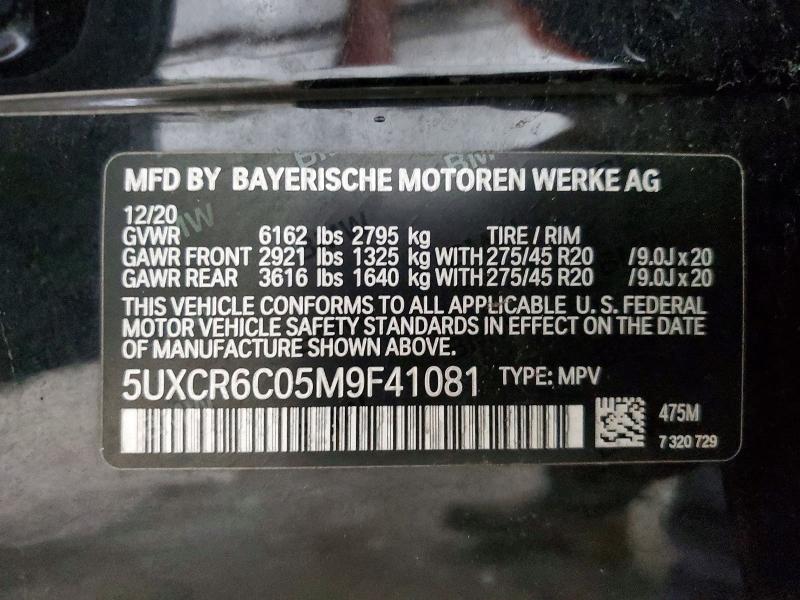 MFD BY BAYERISCHE MOTOREN WERKE AG
12/20
GVWR 6162 lbs 2795 kg TIRE / RIM
GAWR FRONT 2921 lbs 1325 kg WITH 275/45 R20 /9.0J x 20
GAWR REAR 3616 lbs 1640 kg WITH 275/45 R20 /9.0J x 20
THIS VEHICLE CONFORMS TO ALL APPLICABLE U. S. FEDERAL
MOTOR VEHICLE SAFETY STANDARDS IN EFFECT ON THE DATE
OF MANUFACTURE SHOWN ABOVE.
5UXCR6C05M9F41081 TYPE: MPV
475M
7 320 729